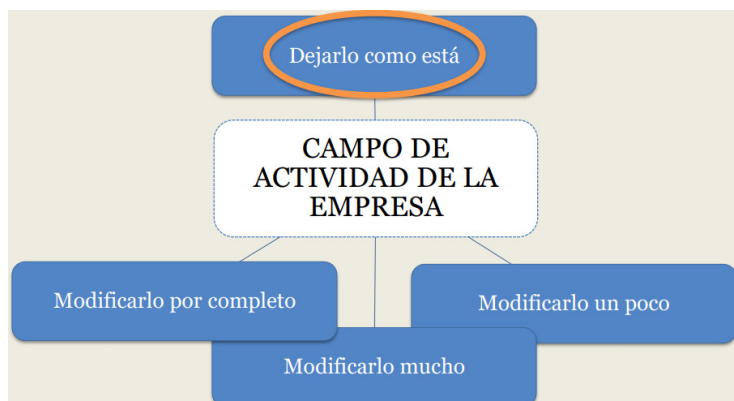 Dejarlo como está
CAMPO DE
ACTIVIDAD DE LA
EMPRESA
Modificarlo por completo
Modificarlo un poco
Modificarlo mucho